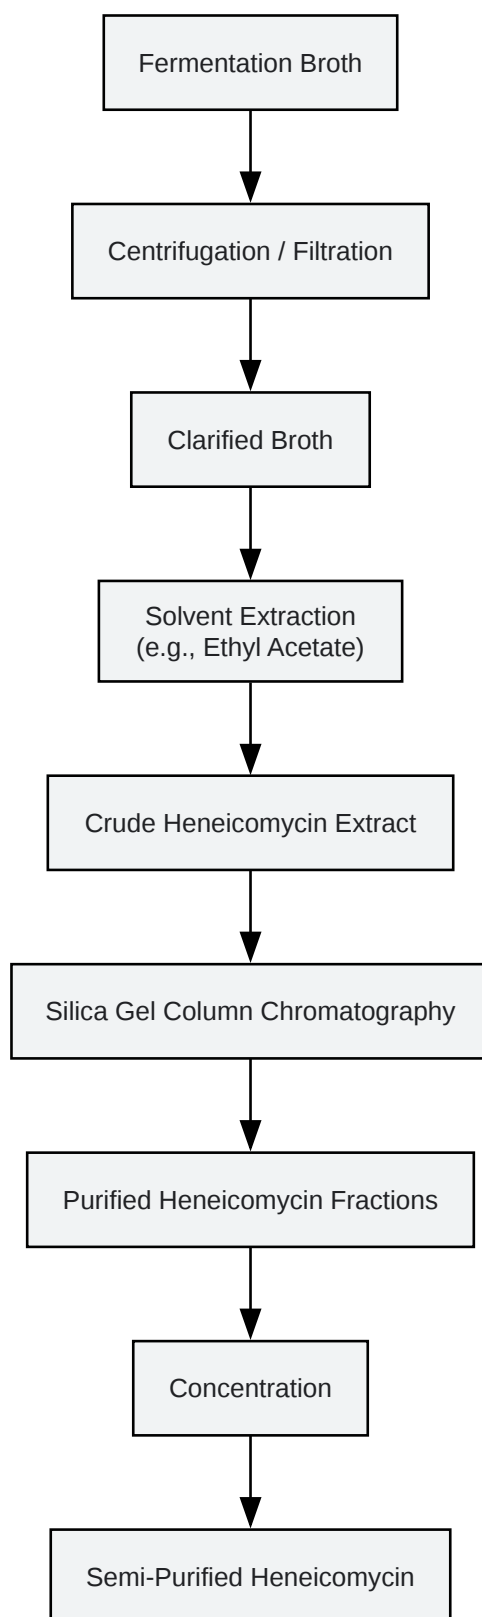 Fermentation Broth
Centrifugation / Filtration
Clarified Broth
Solvent Extraction
(e.g., Ethyl Acetate)
Crude Heneicomycin Extract
Silica Gel Column Chromatography
Purified Heneicomycin Fractions
Concentration
Semi-Purified Heneicomycin